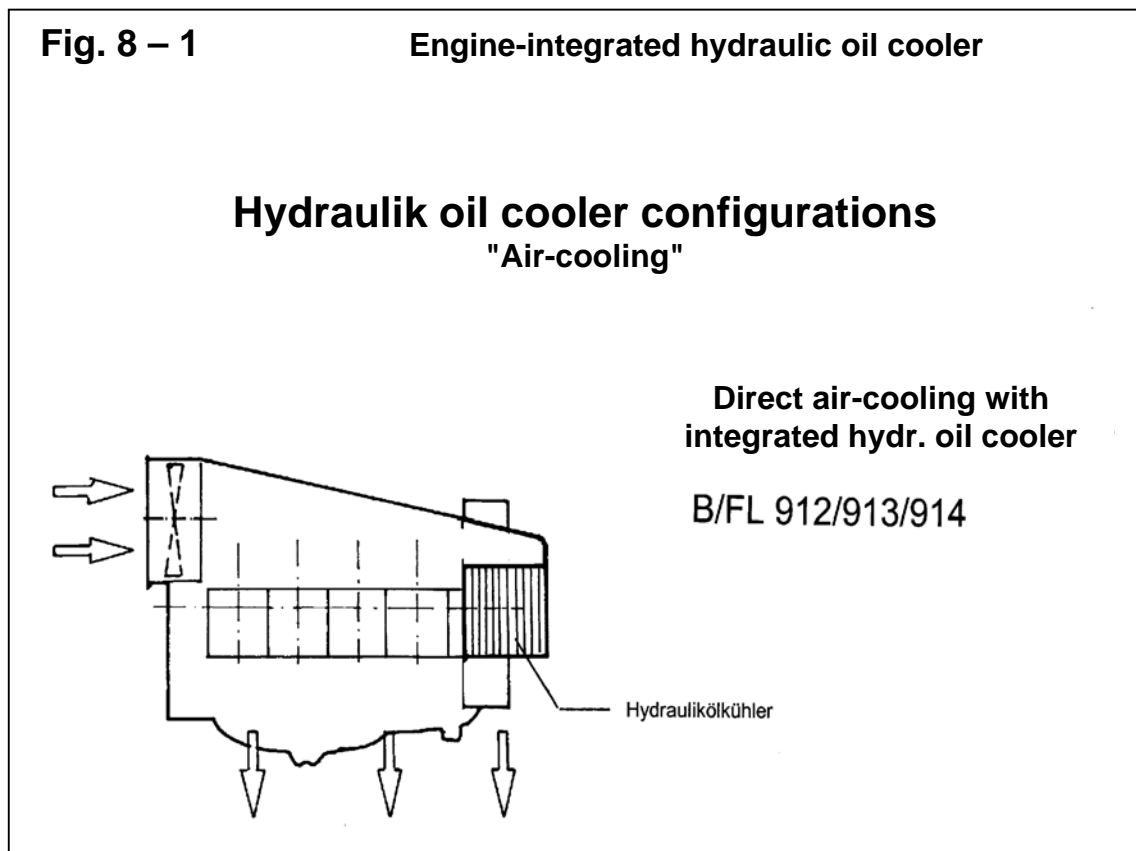 Fig. 8 – 1 Engine-integrated hydraulic oil cooler
Hydraulik oil cooler configurations
"Air-cooling"
Direct air-cooling with
integrated hydr. oil cooler
B/FL 912/913/914
Hydraulikölkühler